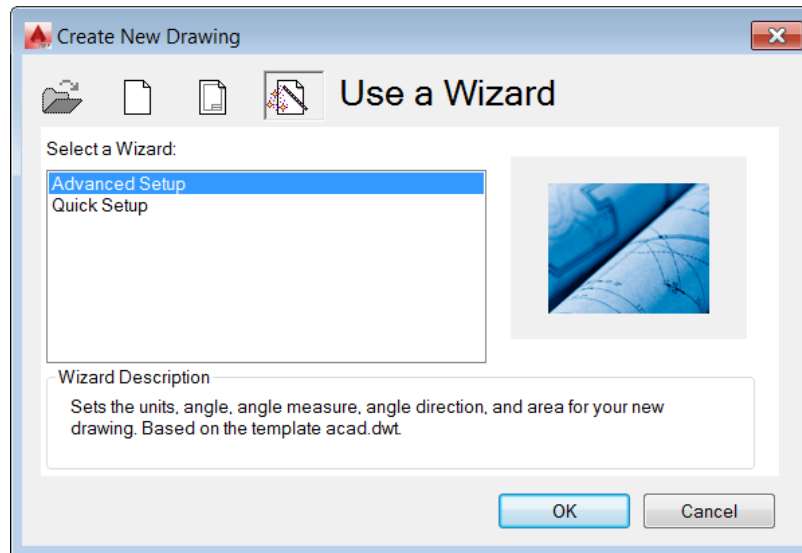 Create New Drawing
Use a Wizard
Select a Wizard:
Advanced Setup
Quick Setup
Wizard Description
Sets the units, angle, angle measure, angle direction, and area for your new
drawing. Based on the template acad.dwt.
OK
Cancel